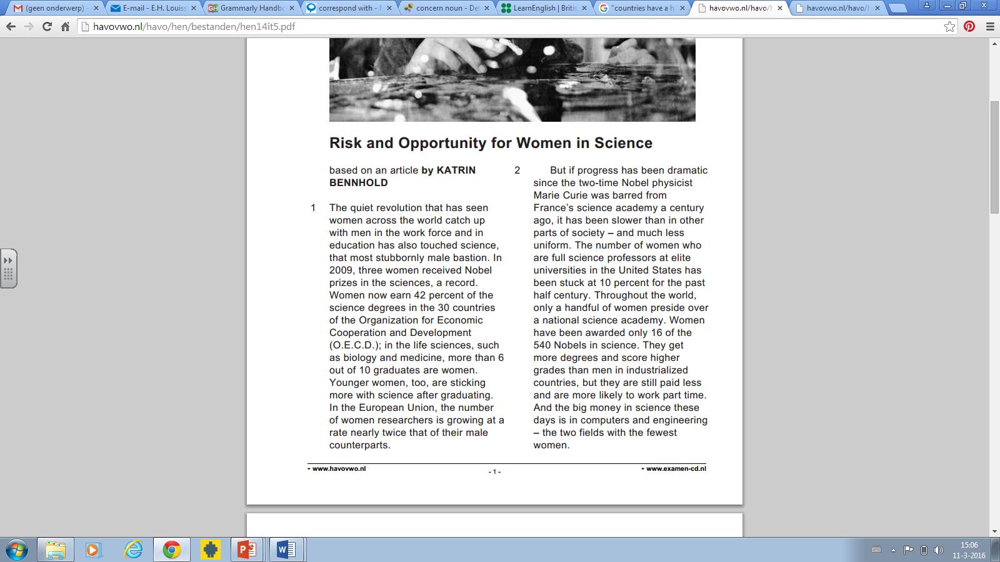 (geen onderwerp) -
E-mail - E.H. Louiss
Grammarly Handbo
correspond with -
concern noun - De
LearnEnglish | Briti
"countries have a h
havovwo.nl/havo/h
havovwo.nl/havo/h
havovwo.nl/havo/hen/bestanden/hen14it5.pdf
Risk and Opportunity for Women in Science
based on an article by KATRIN
BENNHOLD
1 The quiet revolution that has seen
women across the world catch up
with men in the work force and in
education has also touched science,
that most stubbornly male bastion. In
2009, three women received Nobel
prizes in the sciences, a record.
Women now earn 42 percent of the
science degrees in the 30 countries
of the Organization for Economic
Cooperation and Development
(O.E.C.D.); in the life sciences, such
as biology and medicine, more than 6
out of 10 graduates are women.
Younger women, too, are sticking
more with science after graduating.
In the European Union, the number
of women researchers is growing at a
rate nearly twice that of their male
counterparts.
2 But if progress has been dramatic
since the two-time Nobel physicist
Marie Curie was barred from
France's science academy a century
ago, it has been slower than in other
parts of society – and much less
uniform. The number of women who
are full science professors at elite
universities in the United States has
been stuck at 10 percent for the past
half century. Throughout the world,
only a handful of women preside over
a national science academy. Women
have been awarded only 16 of the
540 Nobels in science. They get
more degrees and score higher
grades than men in industrialized
countries, but they are still paid less
and are more likely to work part time.
And the big money in science these
days is in computers and engineering
– the two fields with the fewest
women.
- www.havovwo.nl
- 1 -
- www.examen-cd.nl
15:06
11-3-2016